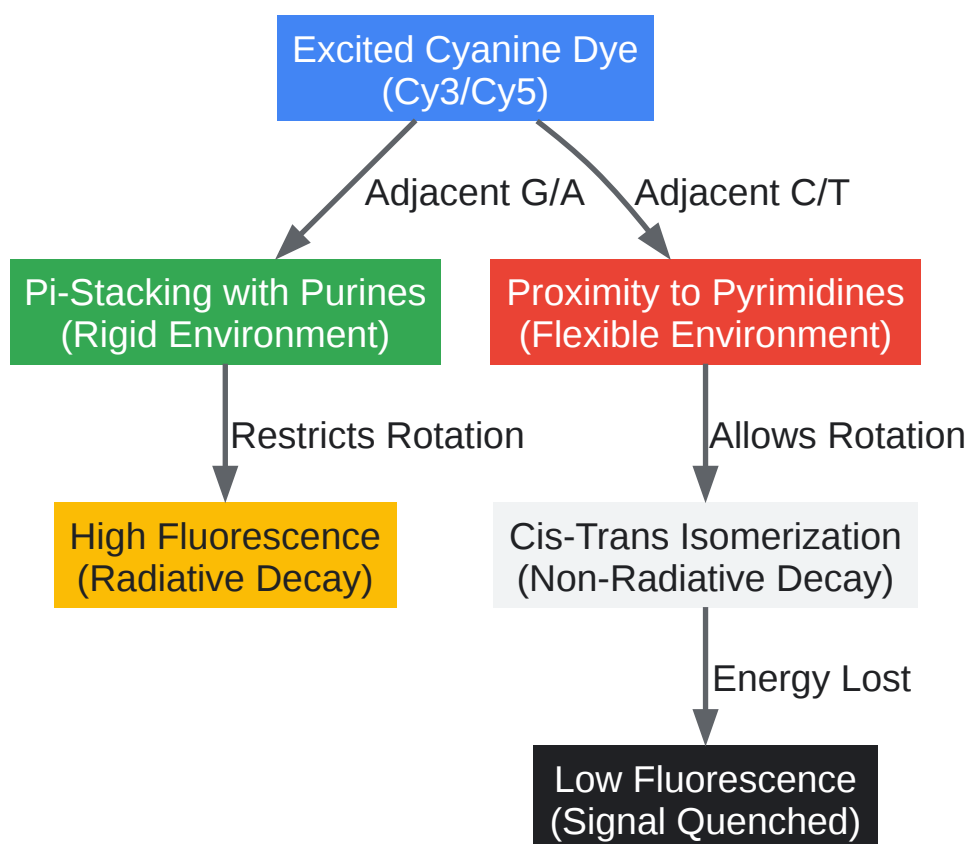 Excited Cyanine Dye
(Cy3/Cy5)
Adjacent G/A
Adjacent C/T
Pi-Stacking with Purines
(Rigid Environment)
Proximity to Pyrimidines
(Flexible Environment)
Restricts Rotation
Allows Rotation
High Fluorescence
(Radiative Decay)
Cis-Trans Isomerization
(Non-Radiative Decay)
Energy Lost
Low Fluorescence
(Signal Quenched)